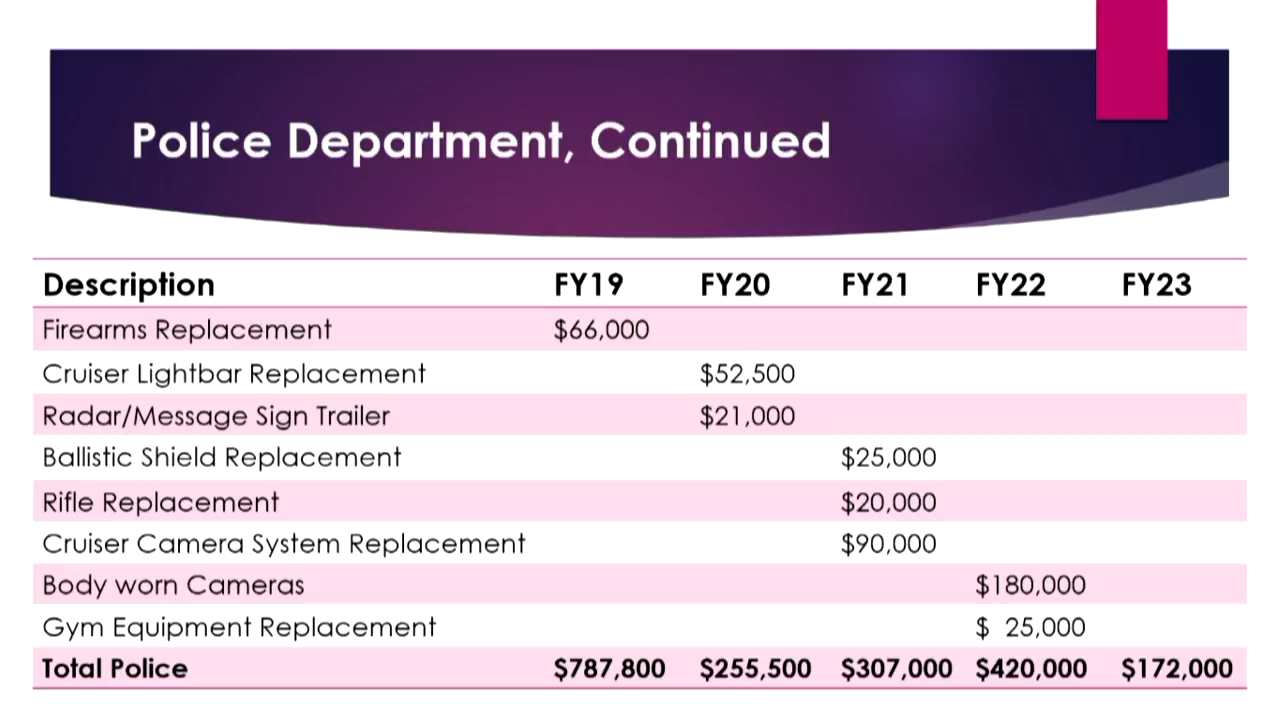 Police Department, Continued
Description FY19 FY20 FY21 FY22 FY23
Firearms Replacement $66,000
Cruiser Lightbar Replacement $52,500
Radar/Message Sign Trailer $21,000
Ballistic Shield Replacement $25,000
Rifle Replacement $20,000
Cruiser Camera System Replacement $90,000
Body worn Cameras $180,000
Gym Equipment Replacement $ 25,000
Total Police $787,800 $255,500 $307,000 $420,000 $172,000